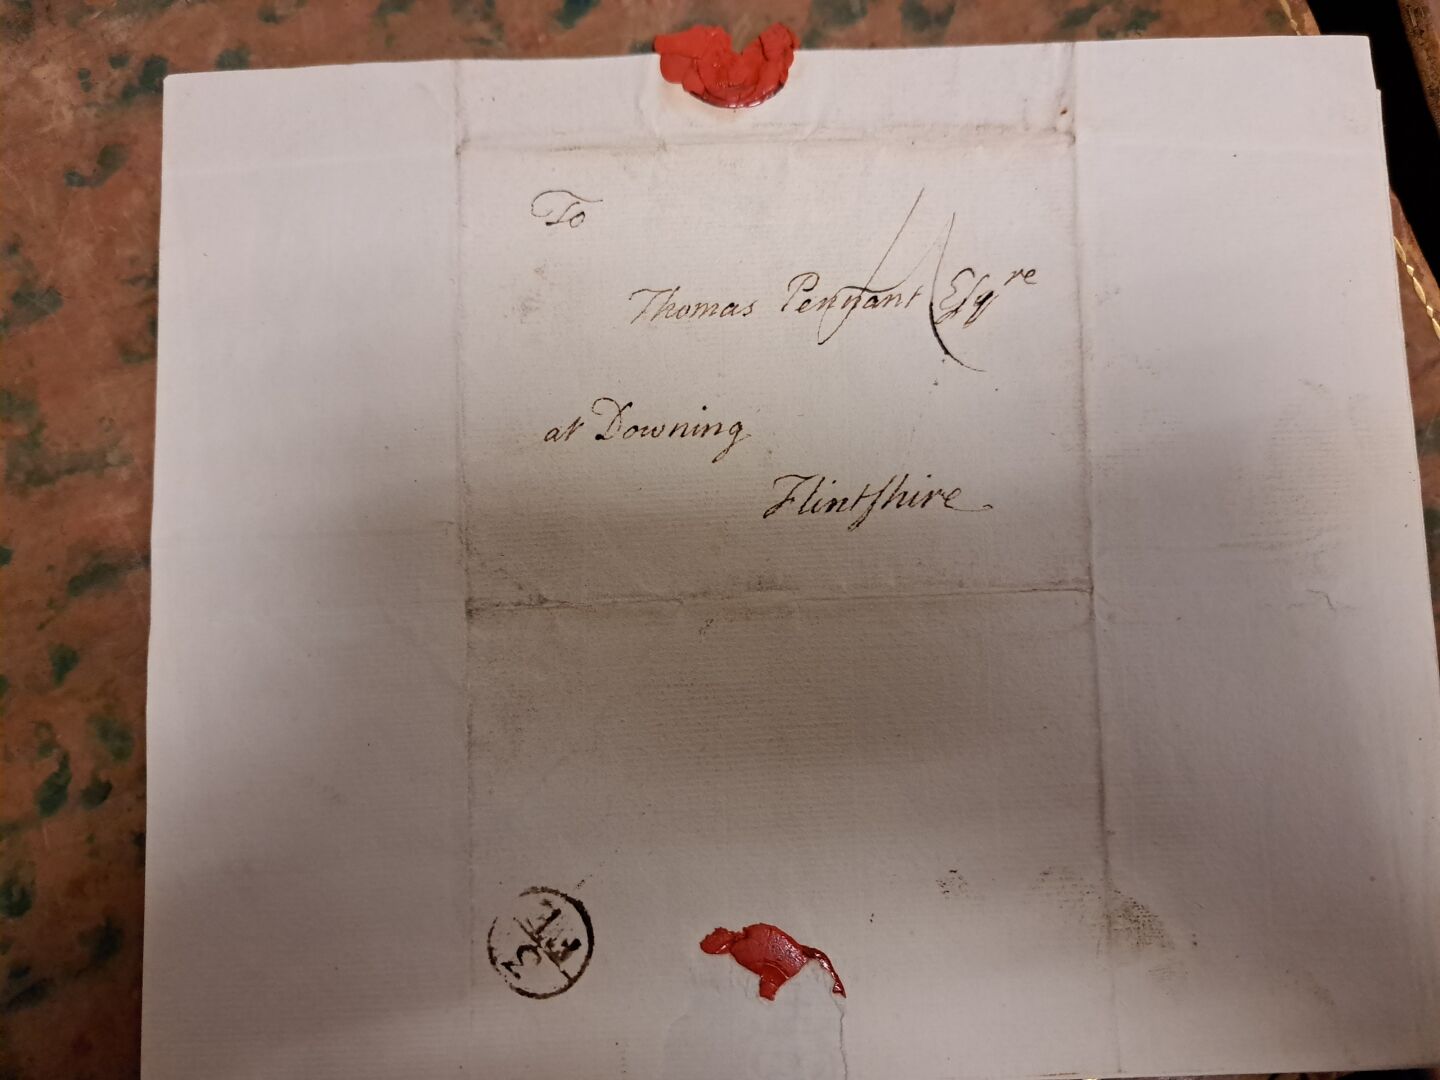 To
Thomas Pennant Esqre
at Downing
Flintſhire